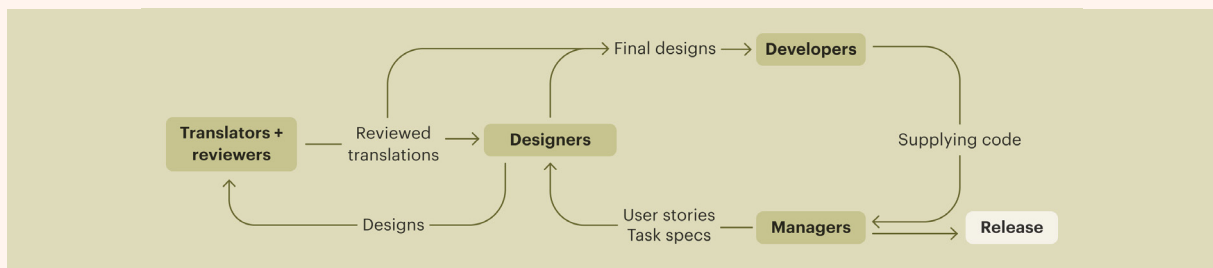 Final designs
Developers
Translators +
reviewers
Reviewed
translations
Designers
Supplying code
Designs
User stories
Task specs
Managers
Release